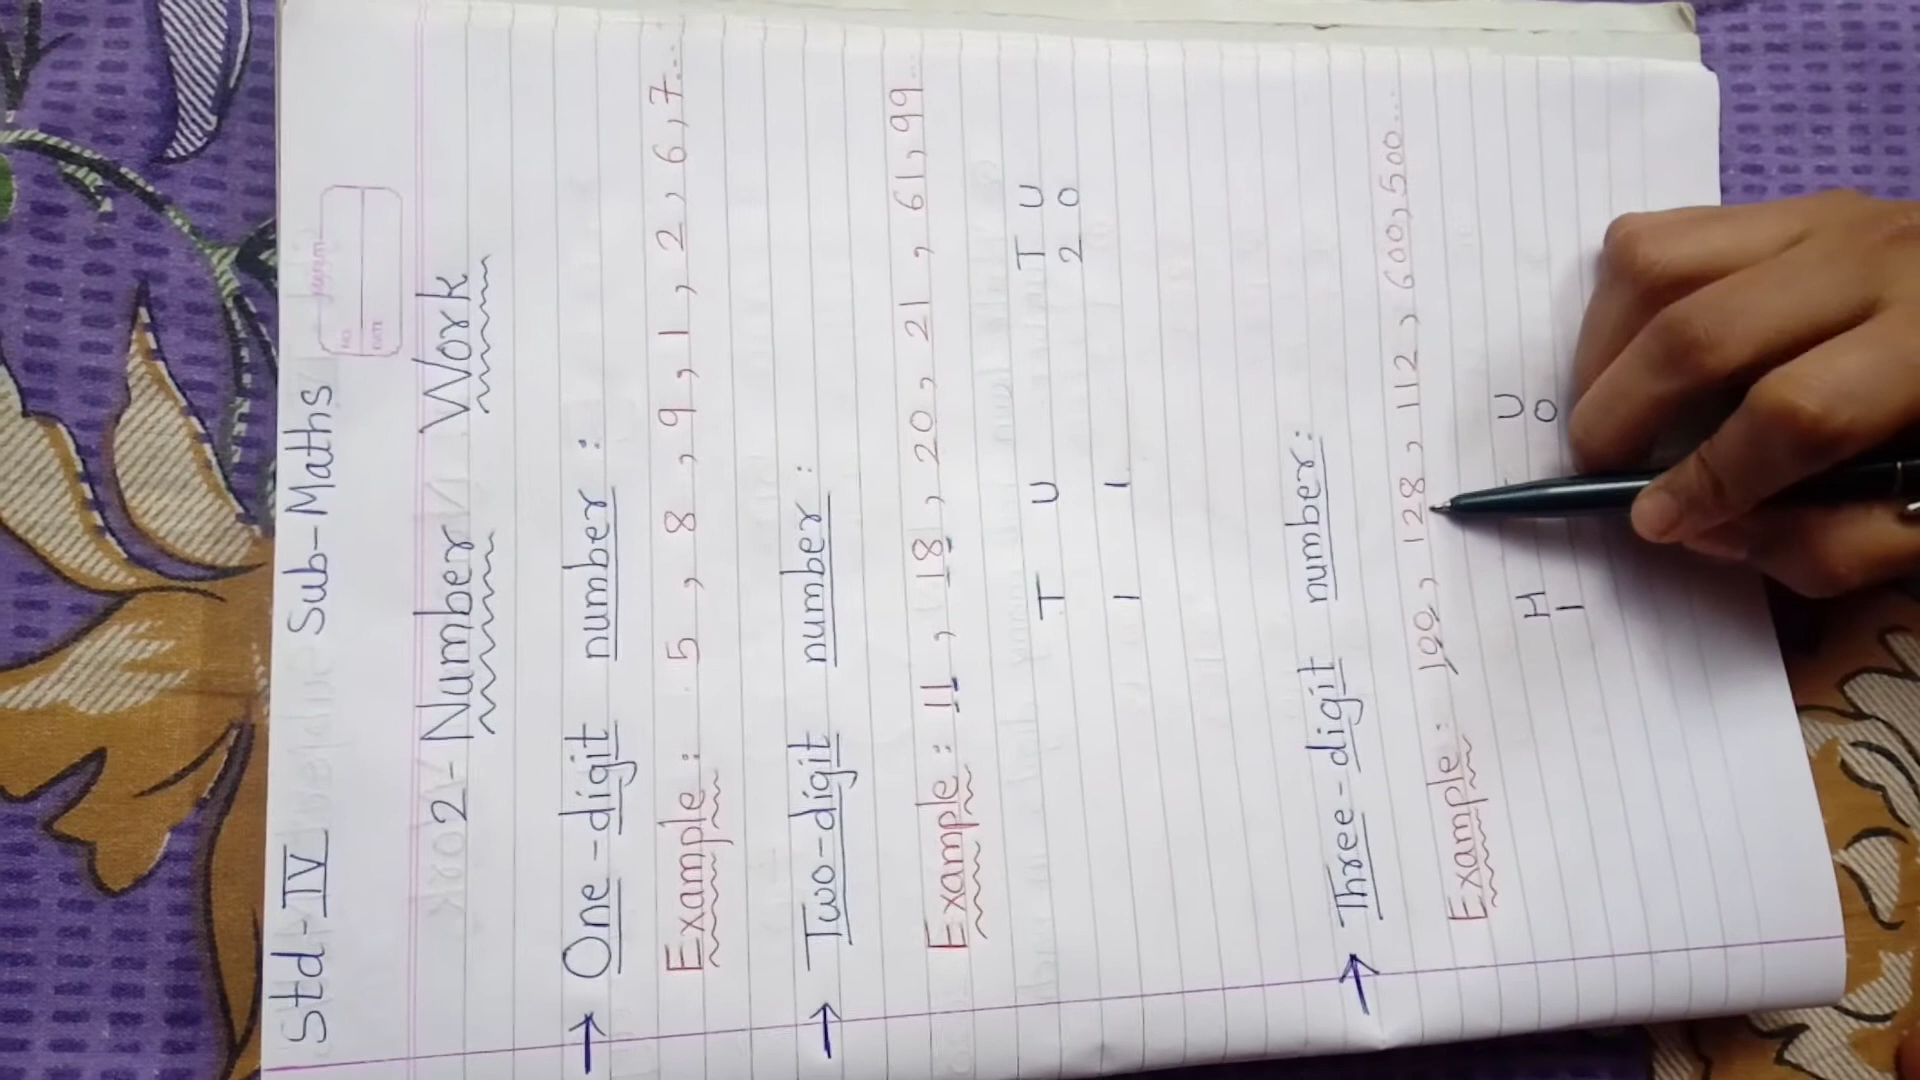 Std-IV Sub-Maths
NO.
DATE
2-Number Work
→ One-digit number :
Example : 5 , 8 , 9 , 1 , 2 , 6 , 7...
→ Two-digit number :
Example : 11 , 18 , 20 , 21 , 61 , 99
T U T U
1 1 2 0
→ Three-digit number :
Example : 100 , 128 , 112 , 600 , 500...
H U
1 0